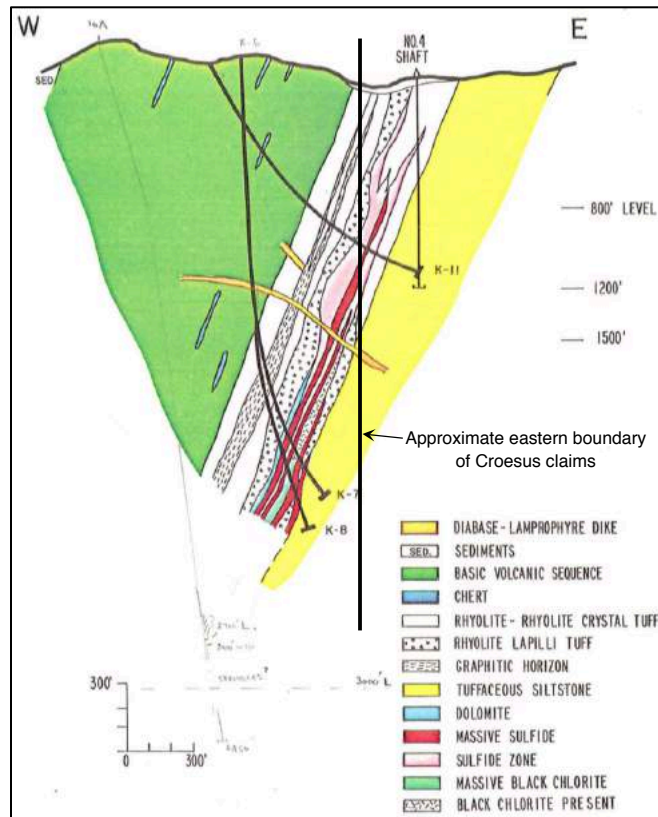 W
E
K-5
NO.4
SHAFT
SED.
800' LEVEL
K-11
1200'
1500'
Approximate eastern boundary
of Croesus claims
K-7
K-8
DIABASE-LAMPROPHYRE DIKE
SED. SEDIMENTS
BASIC VOLCANIC SEQUENCE
CHERT
RHYOLITE-RHYOLITE CRYSTAL TUFF
RHYOLITE LAPILLI TUFF
GRAPHITIC HORIZON
TUFFACEOUS SILTSTONE
DOLOMITE
MASSIVE SULFIDE
SULFIDE ZONE
MASSIVE BLACK CHLORITE
BLACK CHLORITE PRESENT
300'
3000' L
0 300'